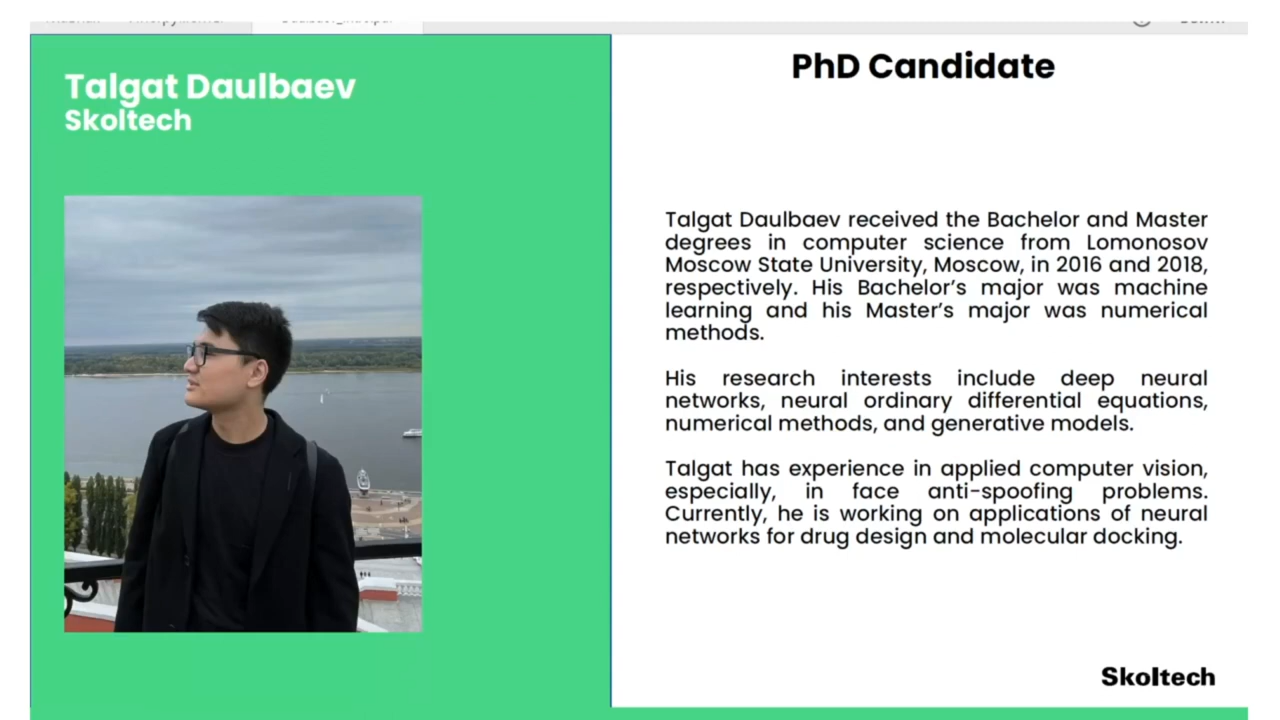 Talgat Daulbaev
Skoltech
PhD Candidate
Talgat Daulbaev received the Bachelor and Master
degrees in computer science from Lomonosov
Moscow State University, Moscow, in 2016 and 2018,
respectively. His Bachelor's major was machine
learning and his Master's major was numerical
methods.
His research interests include deep neural
networks, neural ordinary differential equations,
numerical methods, and generative models.
Talgat has experience in applied computer vision,
especially, in face anti-spoofing problems.
Currently, he is working on applications of neural
networks for drug design and molecular docking.
Skoltech